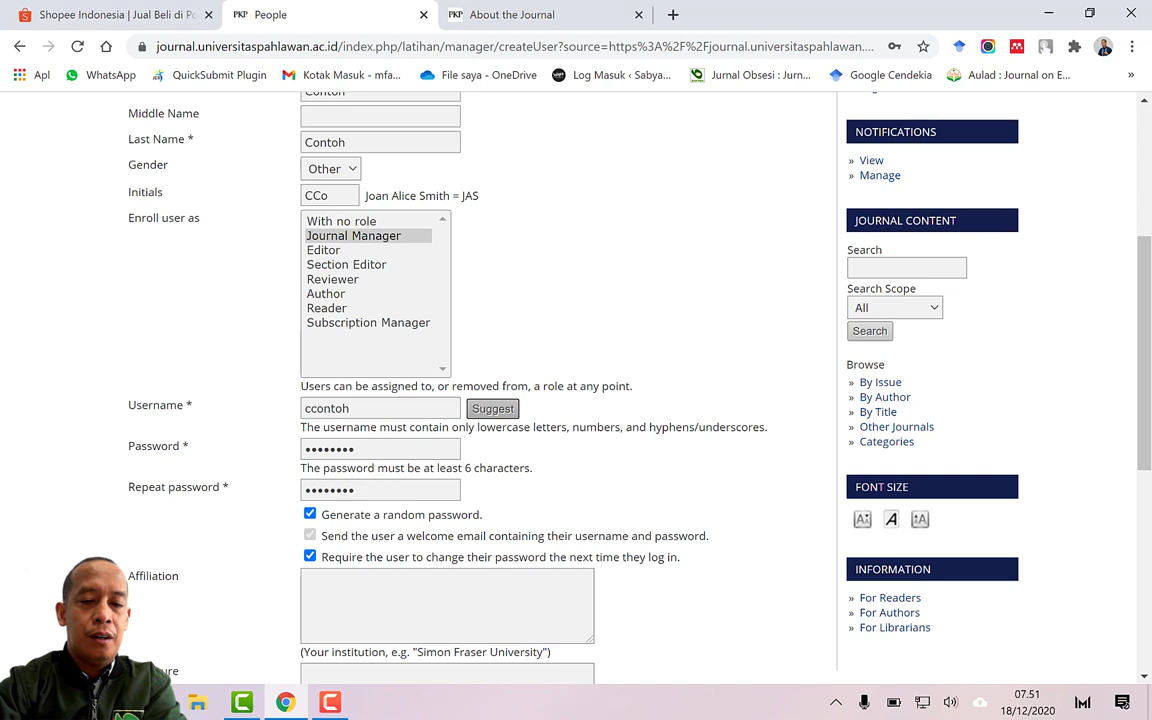 Shopee Indonesia | Jual Beli di Po
People
About the Journal
journal.universitaspahlawan.ac.id/index.php/latihan/manager/createUser?source=https%3A%2F%2Fjournal.universitaspahlawan.ac.id%2Find...
Apl
WhatsApp
QuickSubmit Plugin
Kotak Masuk - mfa...
File saya - OneDrive
Log Masuk ‹ Sabya...
Jurnal Obsesi : Jurn...
Google Cendekia
Aulad : Journal on E...
»
Contoh
Middle Name
Last Name *
Contoh
Gender
Other
Initials
CCo
Joan Alice Smith = JAS
Enroll user as
With no role
Journal Manager
Editor
Section Editor
Reviewer
Author
Reader
Subscription Manager
Users can be assigned to, or removed from, a role at any point.
Username *
ccontoh
Suggest
The username must contain only lowercase letters, numbers, and hyphens/underscores.
Password *
••••••••
The password must be at least 6 characters.
Repeat password *
••••••••
Generate a random password.
Send the user a welcome email containing their username and password.
Require the user to change their password the next time they log in.
Affiliation
(Your institution, e.g. "Simon Fraser University")
ure
NOTIFICATIONS
» View
» Manage
JOURNAL CONTENT
Search
Search Scope
All
Search
Browse
» By Issue
» By Author
» By Title
» Other Journals
» Categories
FONT SIZE
A A A
INFORMATION
» For Readers
» For Authors
» For Librarians
07.51
18/12/2020